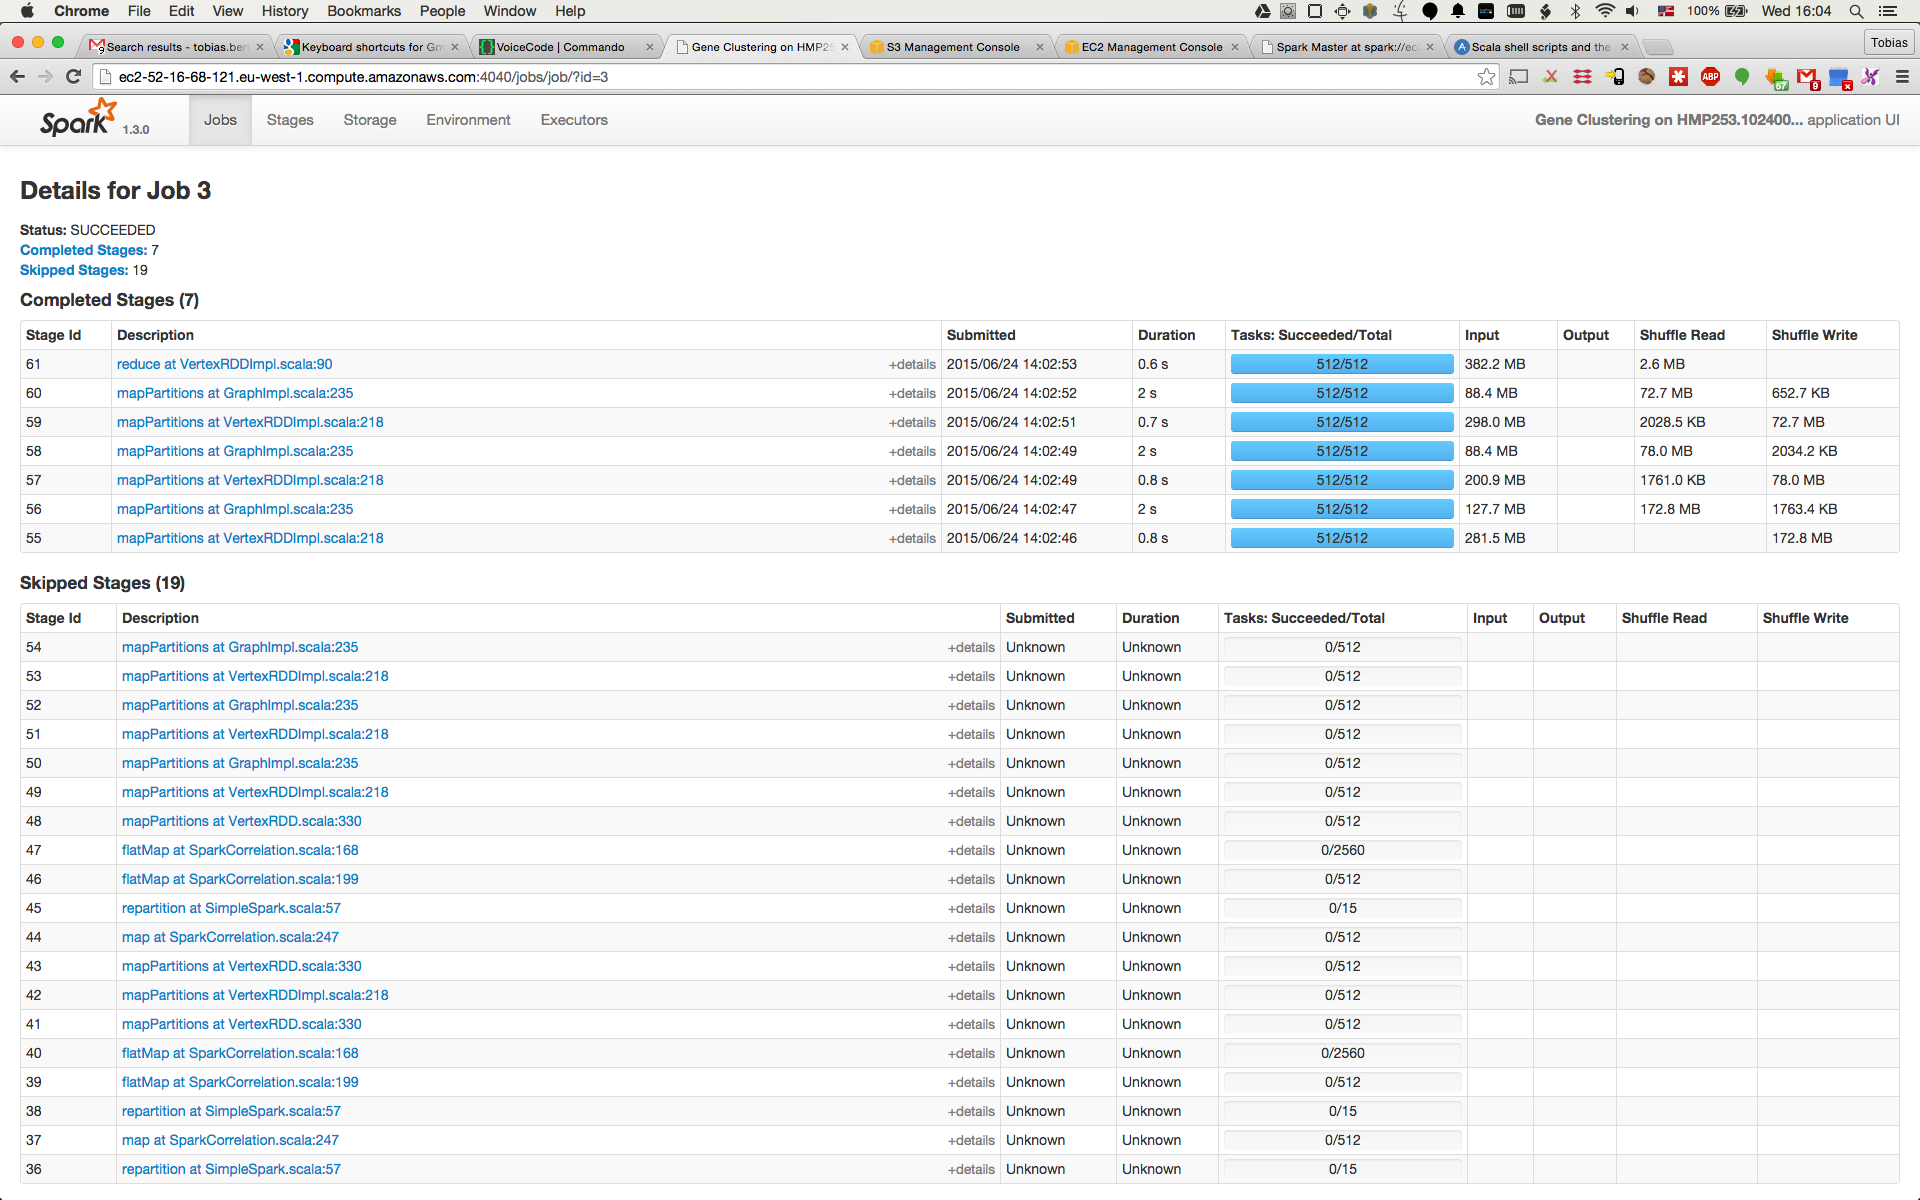 Chrome File Edit View History Bookmarks People Window Help 100% Wed 16:04
Search results - tobias.ber Keyboard shortcuts for Gm VoiceCode | Commando Gene Clustering on HMP25 S3 Management Console EC2 Management Console Spark Master at spark://ec Scala shell scripts and the Tobias
ec2-52-16-68-121.eu-west-1.compute.amazonaws.com:4040/jobs/job/?id=3
Spark 1.3.0 Jobs Stages Storage Environment Executors Gene Clustering on HMP253.102400... application UI
Details for Job 3
Status: SUCCEEDED
Completed Stages: 7
Skipped Stages: 19
Completed Stages (7)
Stage Id Description Submitted Duration Tasks: Succeeded/Total Input Output Shuffle Read Shuffle Write
61 reduce at VertexRDDImpl.scala:90 +details 2015/06/24 14:02:53 0.6 s 512/512 382.2 MB 2.6 MB
60 mapPartitions at GraphImpl.scala:235 +details 2015/06/24 14:02:52 2 s 512/512 88.4 MB 72.7 MB 652.7 KB
59 mapPartitions at VertexRDDImpl.scala:218 +details 2015/06/24 14:02:51 0.7 s 512/512 298.0 MB 2028.5 KB 72.7 MB
58 mapPartitions at GraphImpl.scala:235 +details 2015/06/24 14:02:49 2 s 512/512 88.4 MB 78.0 MB 2034.2 KB
57 mapPartitions at VertexRDDImpl.scala:218 +details 2015/06/24 14:02:49 0.8 s 512/512 200.9 MB 1761.0 KB 78.0 MB
56 mapPartitions at GraphImpl.scala:235 +details 2015/06/24 14:02:47 2 s 512/512 127.7 MB 172.8 MB 1763.4 KB
55 mapPartitions at VertexRDDImpl.scala:218 +details 2015/06/24 14:02:46 0.8 s 512/512 281.5 MB 172.8 MB
Skipped Stages (19)
Stage Id Description Submitted Duration Tasks: Succeeded/Total Input Output Shuffle Read Shuffle Write
54 mapPartitions at GraphImpl.scala:235 +details Unknown Unknown 0/512
53 mapPartitions at VertexRDDImpl.scala:218 +details Unknown Unknown 0/512
52 mapPartitions at GraphImpl.scala:235 +details Unknown Unknown 0/512
51 mapPartitions at VertexRDDImpl.scala:218 +details Unknown Unknown 0/512
50 mapPartitions at GraphImpl.scala:235 +details Unknown Unknown 0/512
49 mapPartitions at VertexRDDImpl.scala:218 +details Unknown Unknown 0/512
48 mapPartitions at VertexRDD.scala:330 +details Unknown Unknown 0/512
47 flatMap at SparkCorrelation.scala:168 +details Unknown Unknown 0/2560
46 flatMap at SparkCorrelation.scala:199 +details Unknown Unknown 0/512
45 repartition at SimpleSpark.scala:57 +details Unknown Unknown 0/15
44 map at SparkCorrelation.scala:247 +details Unknown Unknown 0/512
43 mapPartitions at VertexRDD.scala:330 +details Unknown Unknown 0/512
42 mapPartitions at VertexRDDImpl.scala:218 +details Unknown Unknown 0/512
41 mapPartitions at VertexRDD.scala:330 +details Unknown Unknown 0/512
40 flatMap at SparkCorrelation.scala:168 +details Unknown Unknown 0/2560
39 flatMap at SparkCorrelation.scala:199 +details Unknown Unknown 0/512
38 repartition at SimpleSpark.scala:57 +details Unknown Unknown 0/15
37 map at SparkCorrelation.scala:247 +details Unknown Unknown 0/512
36 repartition at SimpleSpark.scala:57 +details Unknown Unknown 0/15